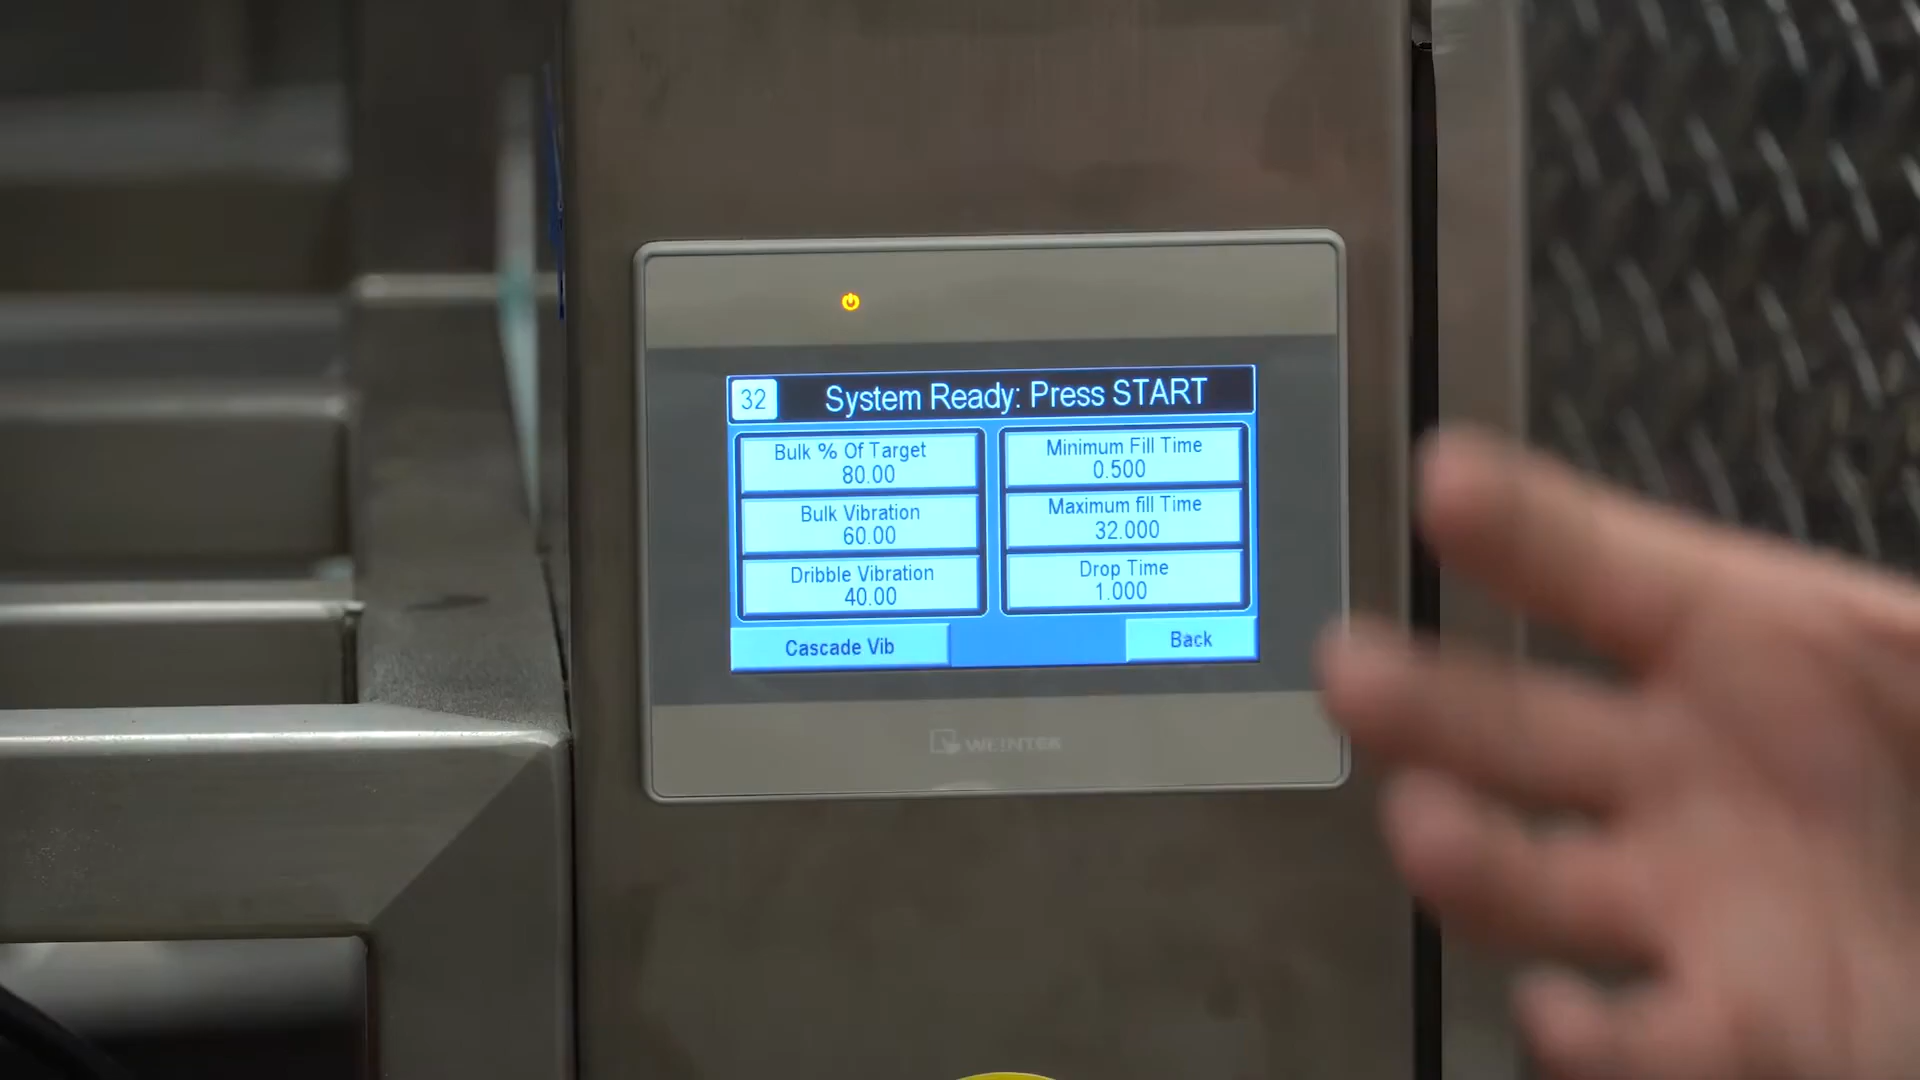 32
System Ready: Press START
Bulk % Of Target
80.00
Bulk Vibration
60.00
Dribble Vibration
40.00
Minimum Fill Time
0.500
Maximum fill Time
32.000
Drop Time
1.000
Cascade Vib
Back
WEINTEK